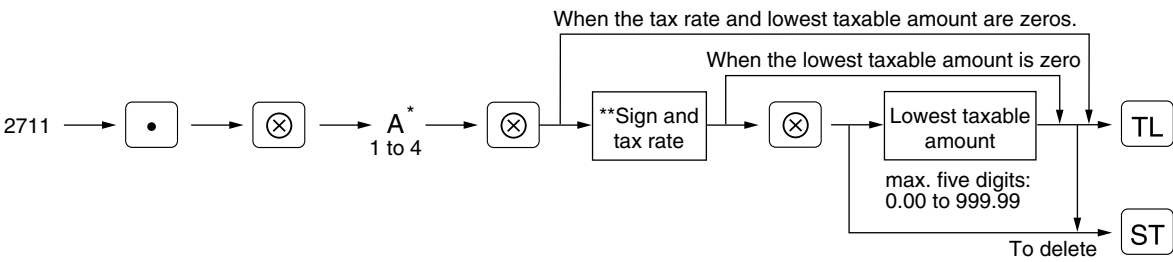 When the tax rate and lowest taxable amount are zeros.
When the lowest taxable amount is zero
2711
•
⊗
A*
1 to 4
⊗
**Sign and
tax rate
⊗
Lowest taxable
amount
TL
max. five digits:
0.00 to 999.99
To delete
ST